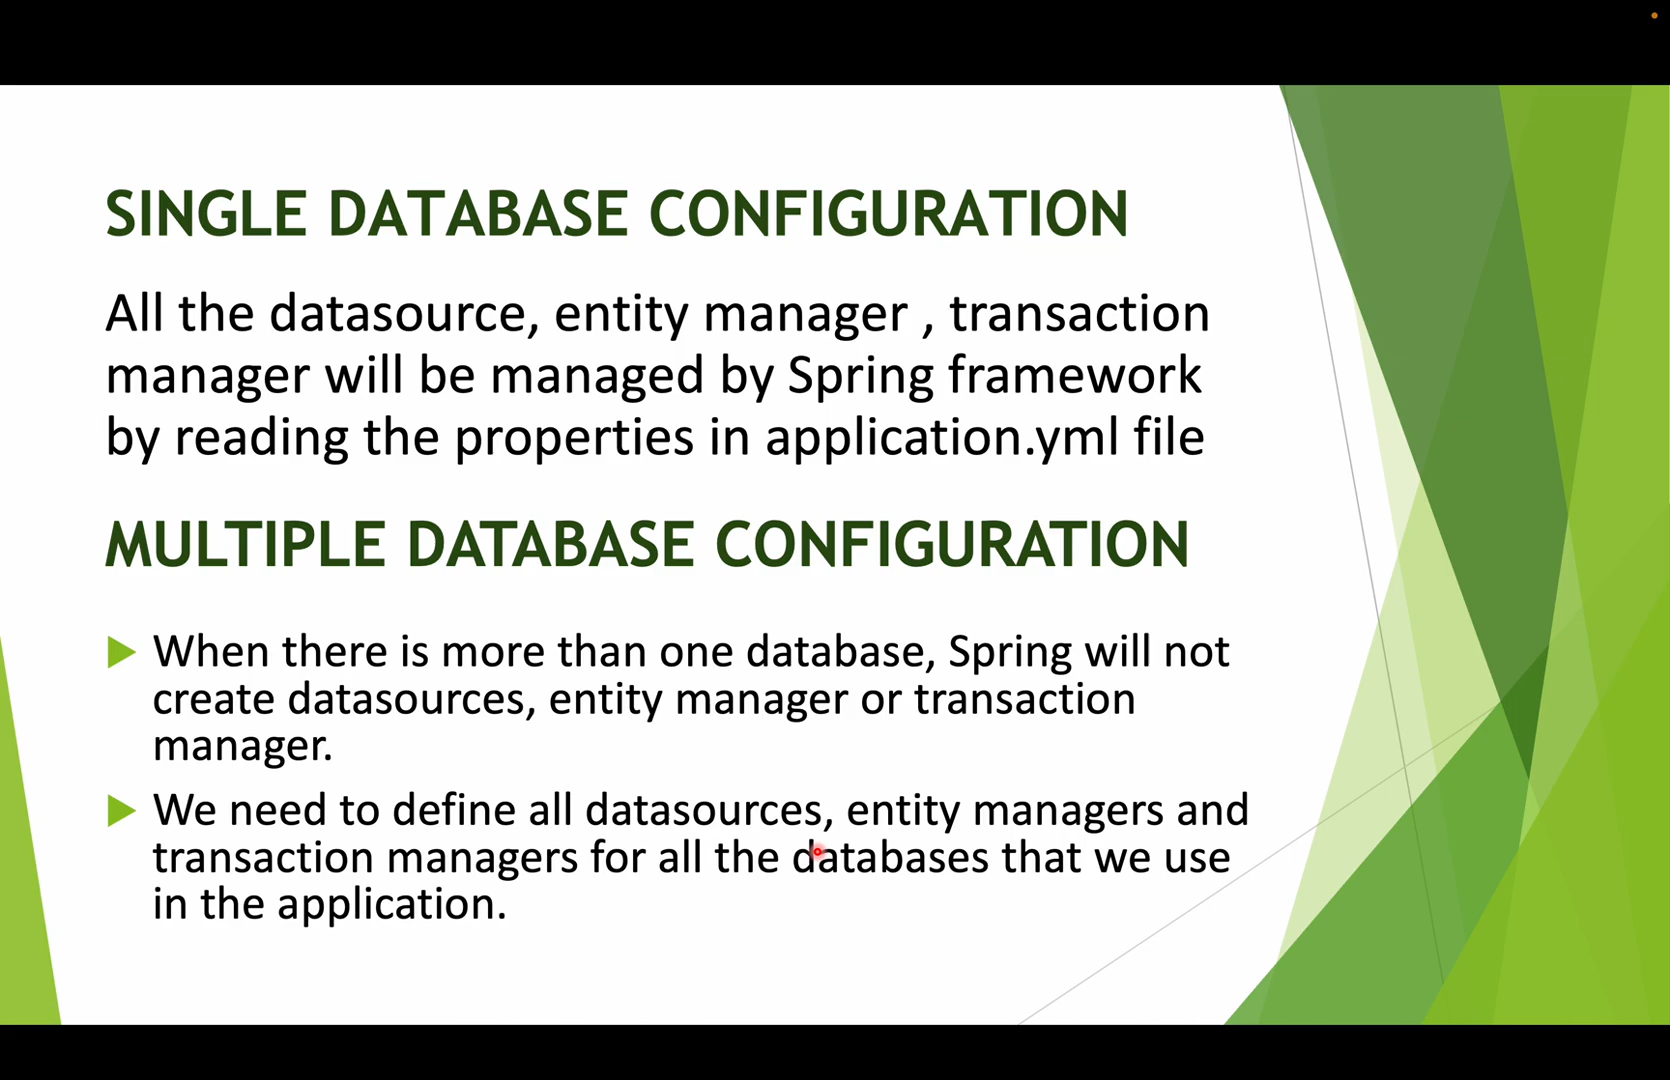 SINGLE DATABASE CONFIGURATION
All the datasource, entity manager , transaction
manager will be managed by Spring framework
by reading the properties in application.yml file
MULTIPLE DATABASE CONFIGURATION
When there is more than one database, Spring will not
create datasources, entity manager or transaction
manager.
We need to define all datasources, entity managers and
transaction managers for all the databases that we use
in the application.